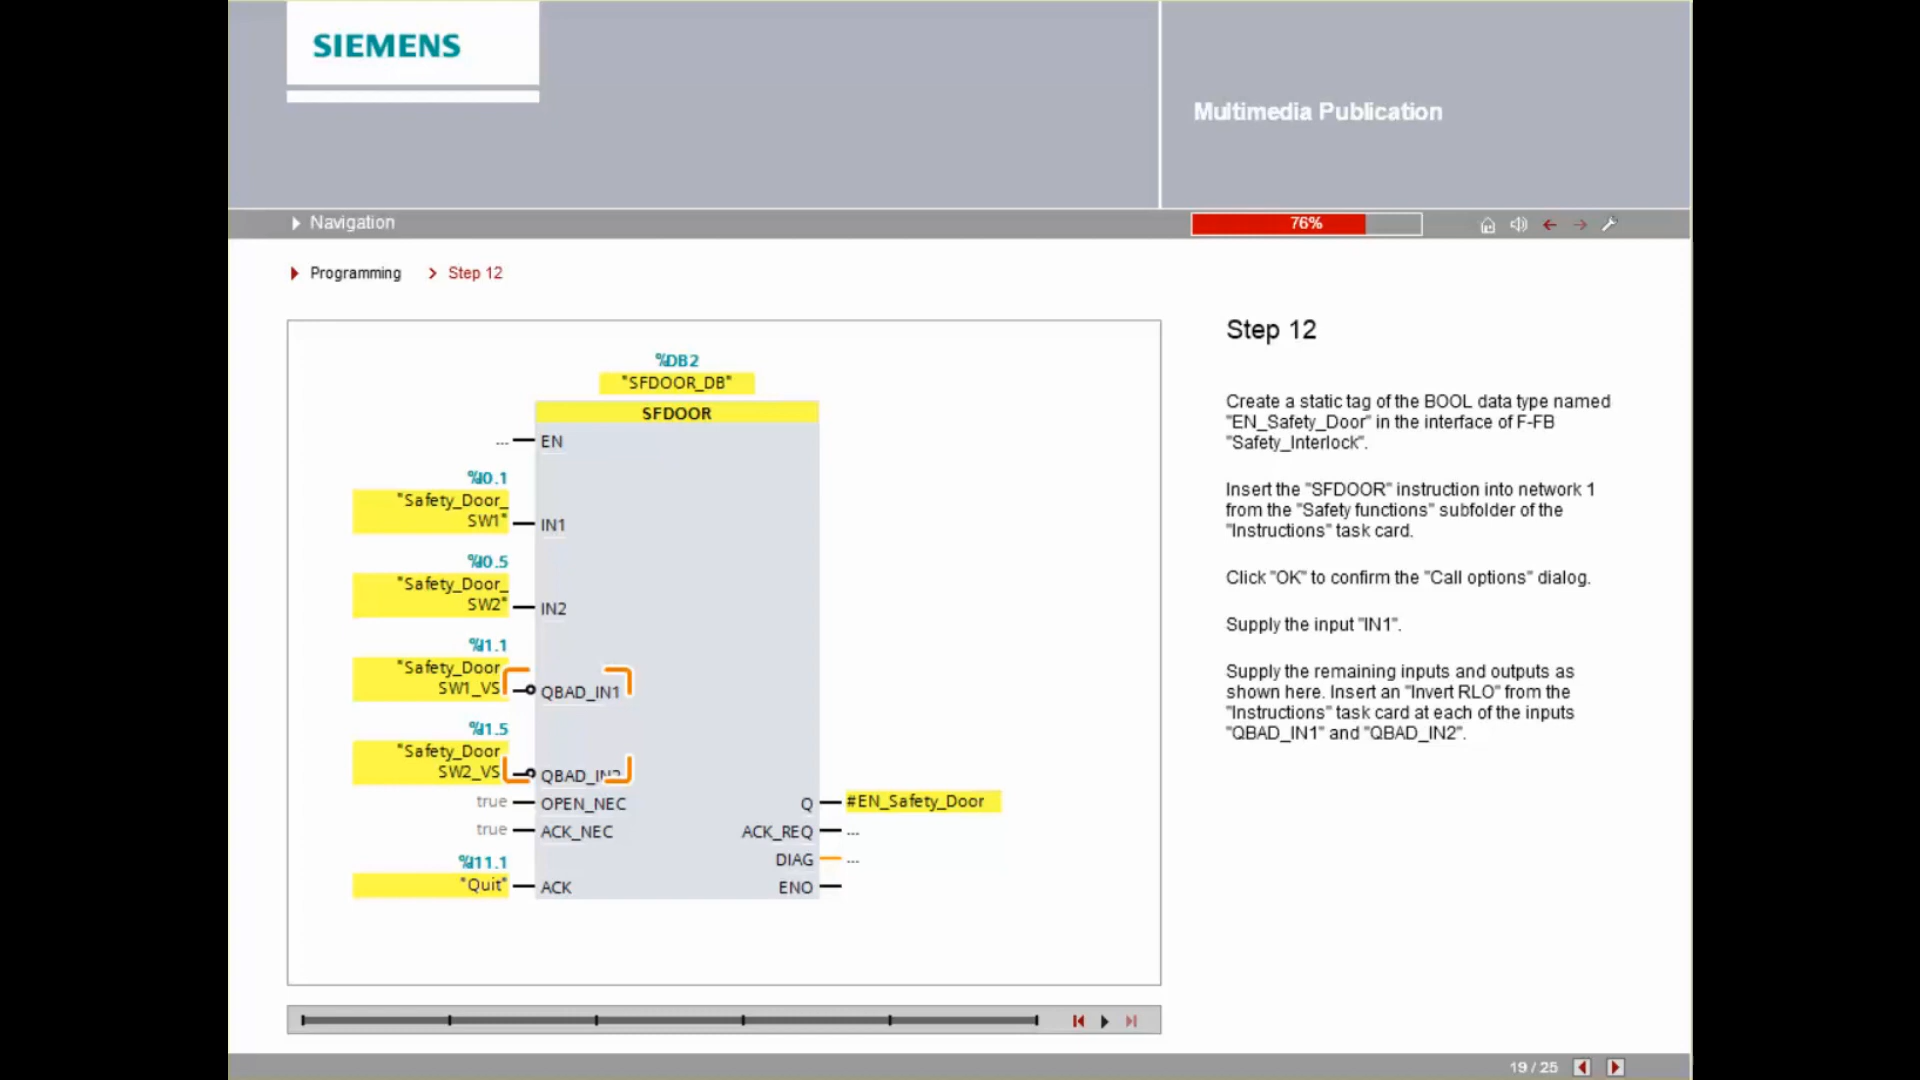 SIEMENS
Multimedia Publication
Navigation
76%
Programming
Step 12
%DB2
"SFDOOR_DB"
SFDOOR
... EN
%I0.1
"Safety_Door_
SW1" IN1
%I0.5
"Safety_Door_
SW2" IN2
%I1.1
"Safety_Door
SW1_VS QBAD_IN1
%I1.5
"Safety_Door
SW2_VS QBAD_IN2
true OPEN_NEC Q #EN_Safety_Door
true ACK_NEC ACK_REQ ...
DIAG ...
%I11.1
"Quit" ACK ENO
Step 12
Create a static tag of the BOOL data type named
"EN_Safety_Door" in the interface of F-FB
"Safety_Interlock".
Insert the "SFDOOR" instruction into network 1
from the "Safety functions" subfolder of the
"Instructions" task card.
Click "OK" to confirm the "Call options" dialog.
Supply the input "IN1".
Supply the remaining inputs and outputs as
shown here. Insert an "Invert RLO" from the
"Instructions" task card at each of the inputs
"QBAD_IN1" and "QBAD_IN2".
19 / 25